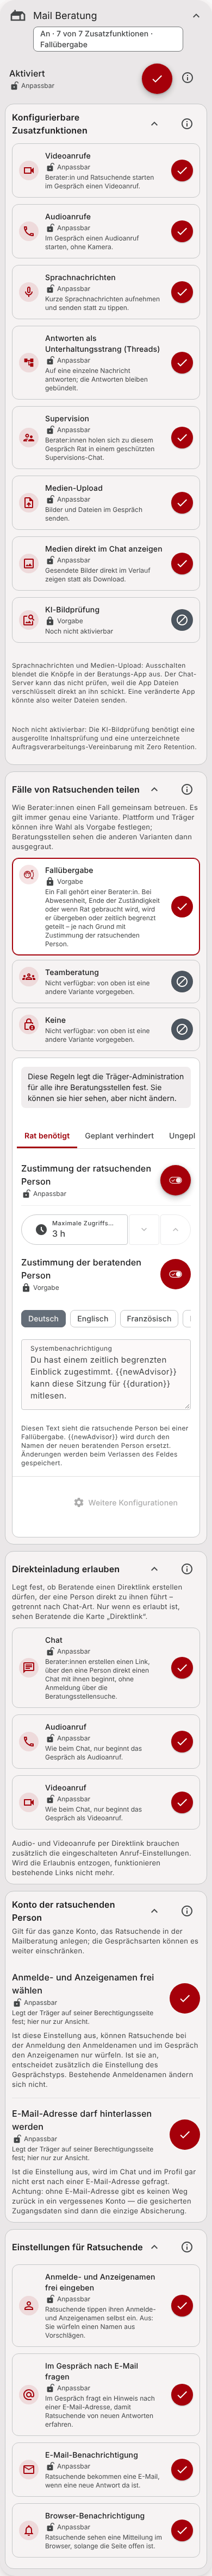 Mail Beratung
An · 7 von 7 Zusatzfunktionen ·
Fallübergabe
Aktiviert
Anpassbar
Konfigurierbare
Zusatzfunktionen
Videoanrufe
Anpassbar
Berater:in und Ratsuchende starten
im Gespräch einen Videoanruf.
Audioanrufe
Anpassbar
Im Gespräch einen Audioanruf
starten, ohne Kamera.
Sprachnachrichten
Anpassbar
Kurze Sprachnachrichten aufnehmen
und senden statt zu tippen.
Antworten als
Unterhaltungsstrang (Threads)
Anpassbar
Auf eine einzelne Nachricht
antworten; die Antworten bleiben
gebündelt.
Supervision
Anpassbar
Berater:innen holen sich zu diesem
Gespräch Rat in einem geschützten
Supervisions-Chat.
Medien-Upload
Anpassbar
Bilder und Dateien im Gespräch
senden.
Medien direkt im Chat anzeigen
Anpassbar
Gesendete Bilder direkt im Verlauf
zeigen statt als Download.
KI-Bildprüfung
Vorgabe
Noch nicht aktivierbar
Sprachnachrichten und Medien-Upload: Ausschalten
blendet die Knöpfe in der Beratungs-App aus. Der Chat-
Server kann das nicht prüfen, weil die App Dateien
verschlüsselt direkt an ihn schickt. Eine veränderte App
könnte also weiter Dateien senden.
Noch nicht aktivierbar: Die KI-Bildprüfung benötigt eine
ausgerollte Inhaltsprüfung und eine unterzeichnete
Auftragsverarbeitungs-Vereinbarung mit Zero Retention.
Fälle von Ratsuchenden teilen
Wie Berater:innen einen Fall gemeinsam betreuen. Es
gilt immer genau eine Variante. Plattform und Träger
können ihre Wahl als Vorgabe festlegen;
Beratungsstellen sehen die anderen Varianten dann
ausgegraut.
Fallübergabe
Vorgabe
Ein Fall gehört einer Berater:in. Bei
Abwesenheit, Ende der Zuständigkeit
oder wenn Rat gebraucht wird, wird
er übergeben oder zeitlich begrenzt
geteilt – je nach Grund mit
Zustimmung der ratsuchenden
Person.
Teamberatung
Nicht verfügbar: von oben ist eine
andere Variante vorgegeben.
Keine
Nicht verfügbar: von oben ist eine
andere Variante vorgegeben.
Diese Regeln legt die Träger-Administration
für alle ihre Beratungsstellen fest. Sie
können sie hier sehen, aber nicht ändern.
Rat benötigt Geplant verhindert Ungepl
Zustimmung der ratsuchenden
Person
Anpassbar
Maximale Zugriffs...
3 h
Zustimmung der beratenden
Person
Vorgabe
Deutsch Englisch Französisch
Systembenachrichtigung
Du hast einem zeitlich begrenzten
Einblick zugestimmt. {{newAdvisor}}
kann diese Sitzung für {{duration}}
mitlesen.
Diesen Text sieht die ratsuchende Person bei einer
Fallübergabe. {{newAdvisor}} wird durch den
Namen der neuen beratenden Person ersetzt.
Änderungen werden beim Verlassen des Feldes
gespeichert.
Weitere Konfigurationen
Direkteinladung erlauben
Legt fest, ob Beratende einen Direktlink erstellen
dürfen, der eine Person direkt zu ihnen führt –
getrennt nach Chat-Art. Nur wenn es erlaubt ist,
sehen Beratende die Karte „Direktlink“.
Chat
Anpassbar
Berater:innen erstellen einen Link,
über den eine Person direkt einen
Chat mit ihnen beginnt, ohne
Anmeldung über die
Beratungsstellensuche.
Audioanruf
Anpassbar
Wie beim Chat, nur beginnt das
Gespräch als Audioanruf.
Videoanruf
Anpassbar
Wie beim Chat, nur beginnt das
Gespräch als Videoanruf.
Audio- und Videoanrufe per Direktlink brauchen
zusätzlich die eingeschalteten Anruf-Einstellungen.
Wird die Erlaubnis entzogen, funktionieren
bestehende Links nicht mehr.
Konto der ratsuchenden
Person
Gilt für das ganze Konto, das Ratsuchende in der
Mailberatung anlegen; die Gesprächsarten können es
weiter einschränken.
Anmelde- und Anzeigenamen frei
wählen
Anpassbar
Legt der Träger auf seiner Berechtigungsseite
fest; hier nur zur Ansicht.
Ist diese Einstellung aus, können Ratsuchende bei
der Anmeldung den Anmeldenamen und im Gespräch
den Anzeigenamen nur würfeln. Ist sie an,
entscheidet zusätzlich die Einstellung des
Gesprächstyps. Bestehende Anmeldenamen ändern
sich nicht.
E-Mail-Adresse darf hinterlassen
werden
Anpassbar
Legt der Träger auf seiner Berechtigungsseite
fest; hier nur zur Ansicht.
Ist die Einstellung aus, wird im Chat und im Profil gar
nicht erst nach einer E-Mail-Adresse gefragt.
Achtung: ohne E-Mail-Adresse gibt es keinen Weg
zurück in ein vergessenes Konto — die gesicherten
Zugangsdaten sind dann die einzige Absicherung.
Einstellungen für Ratsuchende
Anmelde- und Anzeigenamen
frei eingeben
Anpassbar
Ratsuchende tippen ihren Anmelde-
und Anzeigenamen selbst ein. Aus:
Sie würfeln einen Namen aus
Vorschlägen.
Im Gespräch nach E-Mail
fragen
Anpassbar
Im Gespräch fragt ein Hinweis nach
einer E-Mail-Adresse, damit
Ratsuchende von neuen Antworten
erfahren.
E-Mail-Benachrichtigung
Anpassbar
Ratsuchende bekommen eine E-Mail,
wenn eine neue Antwort da ist.
Browser-Benachrichtigung
Anpassbar
Ratsuchende sehen eine Mitteilung im
Browser, solange die Seite offen ist.